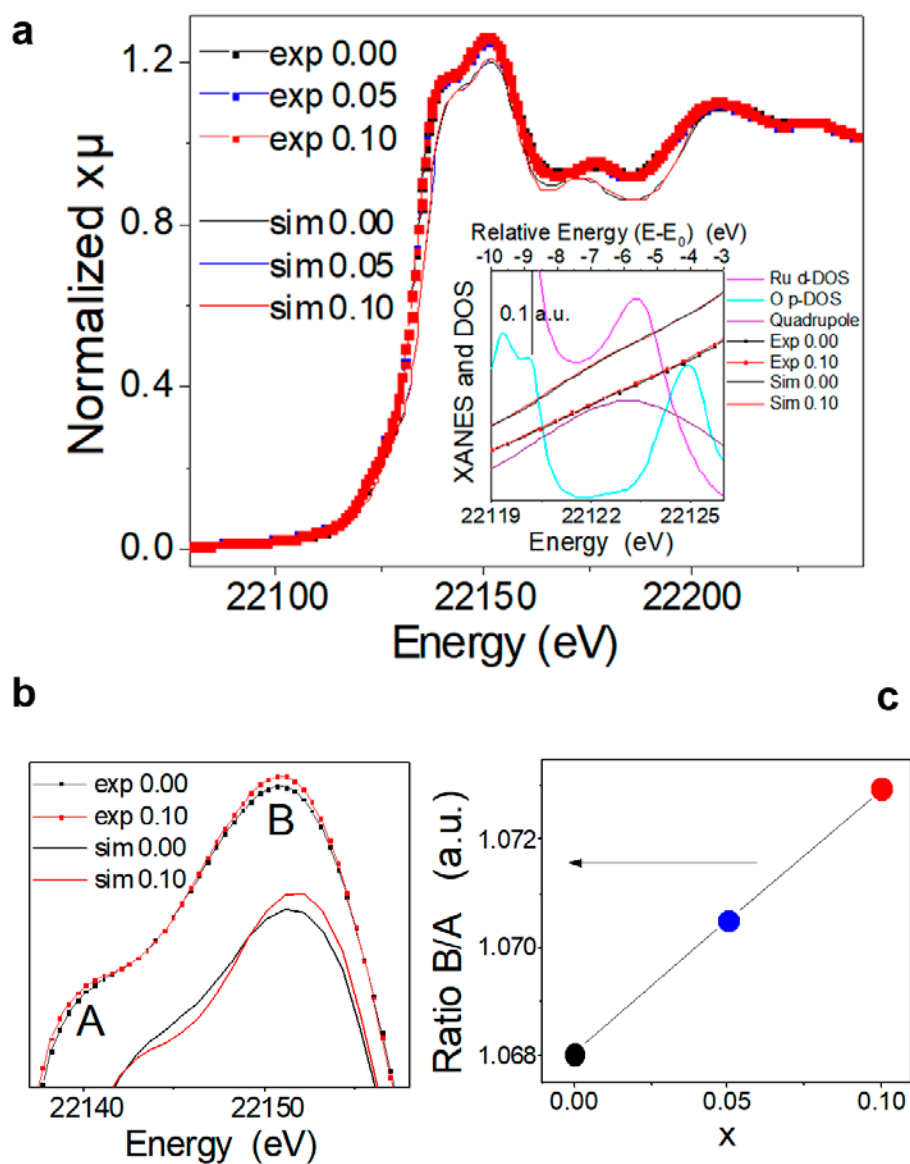 a
exp 0.00
exp 0.05
exp 0.10
sim 0.00
sim 0.05
sim 0.10
Normalized xμ
1.2
0.8
0.4
0.0
22100 22150 22200
Energy (eV)
Relative Energy (E-E₀) (eV)
-10 -9 -8 -7 -6 -5 -4 -3
0.1 a.u.
XANES and DOS
Ru d-DOS
O p-DOS
Quadrupole
Exp 0.00
Exp 0.10
Sim 0.00
Sim 0.10
22119 22122 22125
Energy (eV)
b
exp 0.00
exp 0.10
sim 0.00
sim 0.10
A
B
22140 22150
Energy (eV)
c
Ratio B/A (a.u.)
1.072
1.070
1.068
0.00 0.05 0.10
x